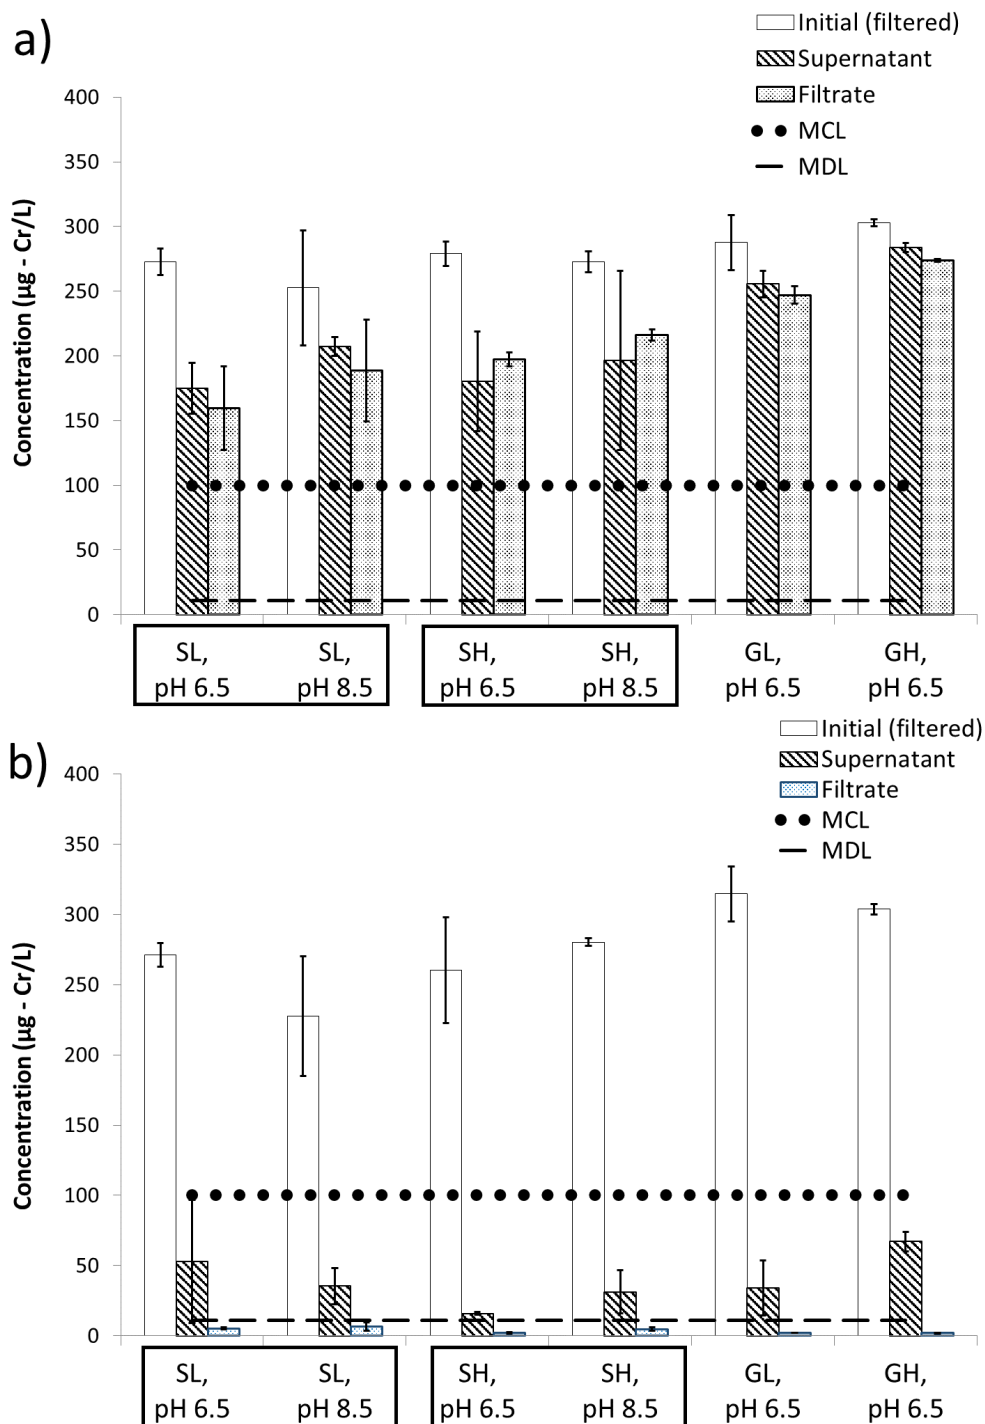 a)
Initial (filtered)
Supernatant
Filtrate
MCL
MDL
Concentration (µg - Cr/L)
400
350
300
250
200
150
100
50
0
SL,
pH 6.5
SL,
pH 8.5
SH,
pH 6.5
SH,
pH 8.5
GL,
pH 6.5
GH,
pH 6.5
b)
Initial (filtered)
Supernatant
Filtrate
MCL
MDL
Concentration (µg - Cr/L)
400
350
300
250
200
150
100
50
0
SL,
pH 6.5
SL,
pH 8.5
SH,
pH 6.5
SH,
pH 8.5
GL,
pH 6.5
GH,
pH 6.5